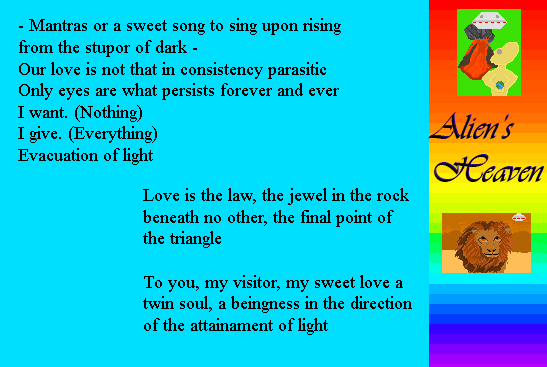 - Mantras or a sweet song to sing upon rising
from the stupor of dark -
Our love is not that in consistency parasitic
Only eyes are what persists forever and ever
I want. (Nothing)
I give. (Everything)
Evacuation of light
Love is the law, the jewel in the rock
beneath no other, the final point of
the triangle
To you, my visitor, my sweet love a
twin soul, a beingness in the direction
of the attainament of light
Alien's
Heaven